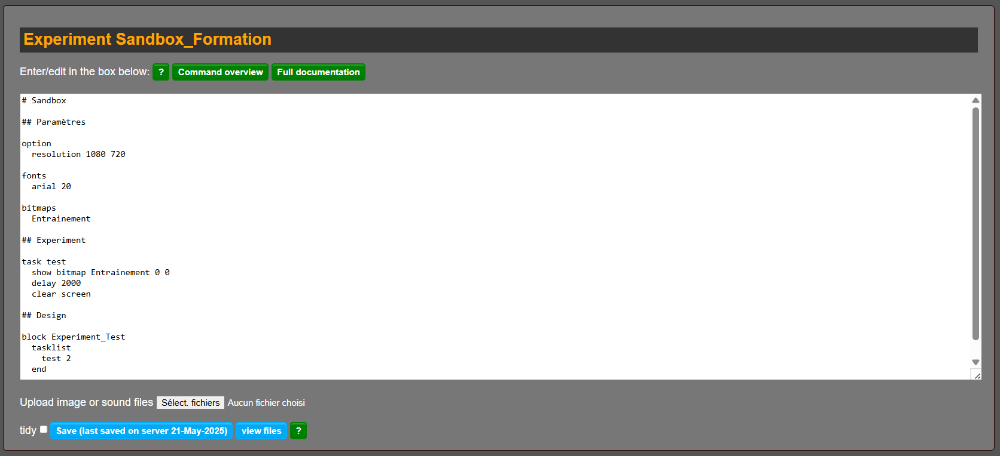 Experiment Sandbox_Formation
Enter/edit in the box below: ? Command overview Full documentation
# Sandbox
## Paramètres
option
resolution 1080 720
fonts
arial 20
bitmaps
Entrainement
## Experiment
task test
show bitmap Entrainement 0 0
delay 2000
clear screen
## Design
block Experiment_Test
tasklist
test 2
end
Upload image or sound files Sélect. fichiers Aucun fichier choisi
tidy Save (last saved on server 21-May-2025) view files ?